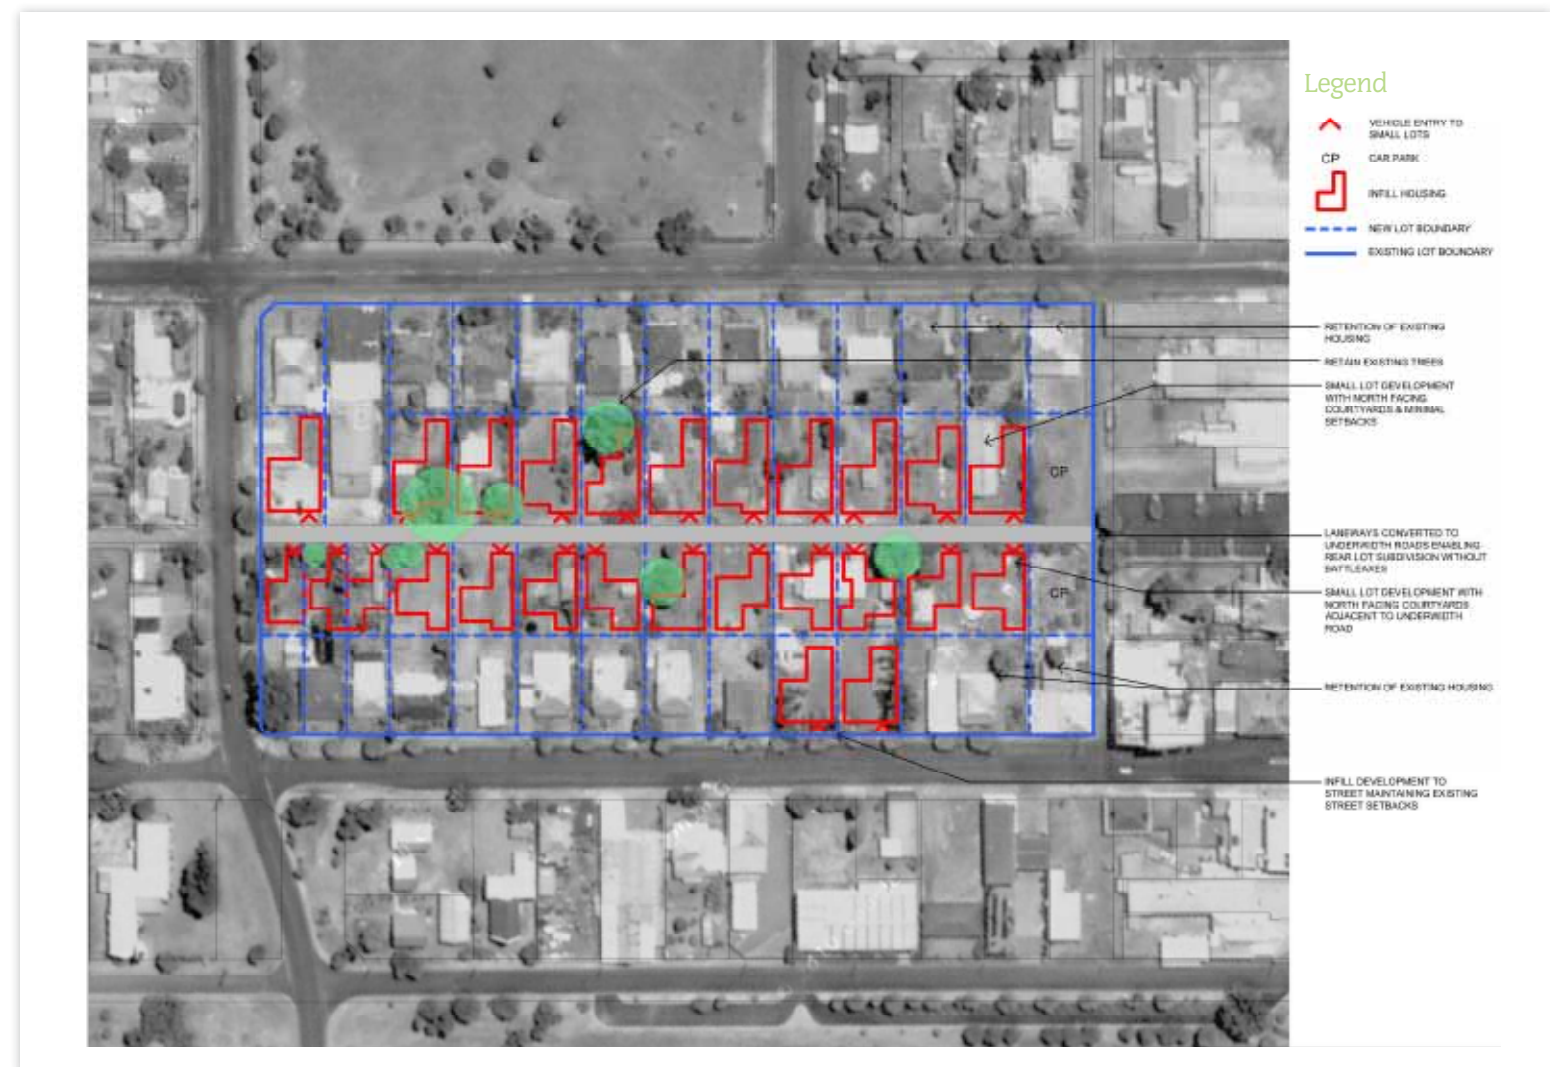 Legend
VEHICLE ENTRY TO
SMALL LOTS
CP
CAR PARK
INFILL HOUSING
NEW LOT BOUNDARY
EXISTING LOT BOUNDARY
RETENTION OF EXISTING
HOUSING
RETAIN EXISTING TREES
SMALL LOT DEVELOPMENT
WITH NORTH FACING
COURTYARDS & MINIMAL
SETBACKS
CP
LANEWAYS CONVERTED TO
UNDERWIDTH ROADS ENABLING
REAR LOT SUBDIVISION WITHOUT
BATTLEAXES
CP
SMALL LOT DEVELOPMENT WITH
NORTH FACING COURTYARDS
ADJACENT TO UNDERWIDTH
ROAD
RETENTION OF EXISTING HOUSING
INFILL DEVELOPMENT TO
STREET MAINTAINING EXISTING
STREET SETBACKS